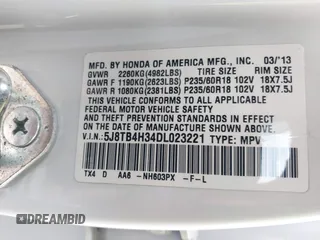 MFD. BY HONDA OF AMERICA MFG., INC. 03/'13
GVWR 2260KG(4982LBS) TIRE SIZE RIM SIZE
GAWR F 1190KG(2623LBS) P235/60R18 102V 18X7.5J
GAWR R 1080KG(2381LBS) P235/60R18 102V 18X7.5J
THIS VEHICLE CONFORMS TO ALL APPLICABLE
FEDERAL MOTOR VEHICLE SAFETY AND
THEFT PREVENTION STANDARDS IN EFFECT ON
THE DATE OF MANUFACTURE SHOWN ABOVE.
V.I.N.: 5J8TB4H34DL023221 TYPE: MPV
TX4 D AA6 -NH603PX -F-L
DREAMBID